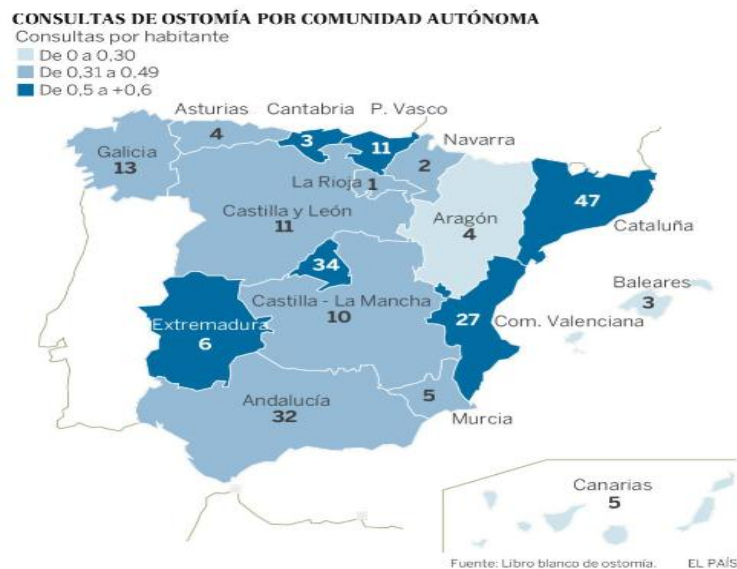 CONSULTAS DE OSTOMÍA POR COMUNIDAD AUTÓNOMA
Consultas por habitante
De 0 a 0,30
De 0,31 a 0,49
De 0,5 a +0,6
Asturias
4
Cantabria
3
P. Vasco
11
Navarra
2
Galicia
13
La Rioja
1
Castilla y León
11
Aragón
4
47
Cataluña
34
Baleares
3
Castilla - La Mancha
10
27
Com. Valenciana
Extremadura
6
Andalucía
32
5
Murcia
Canarias
5
Fuente: Libro blanco de ostomía.
EL PAÍS